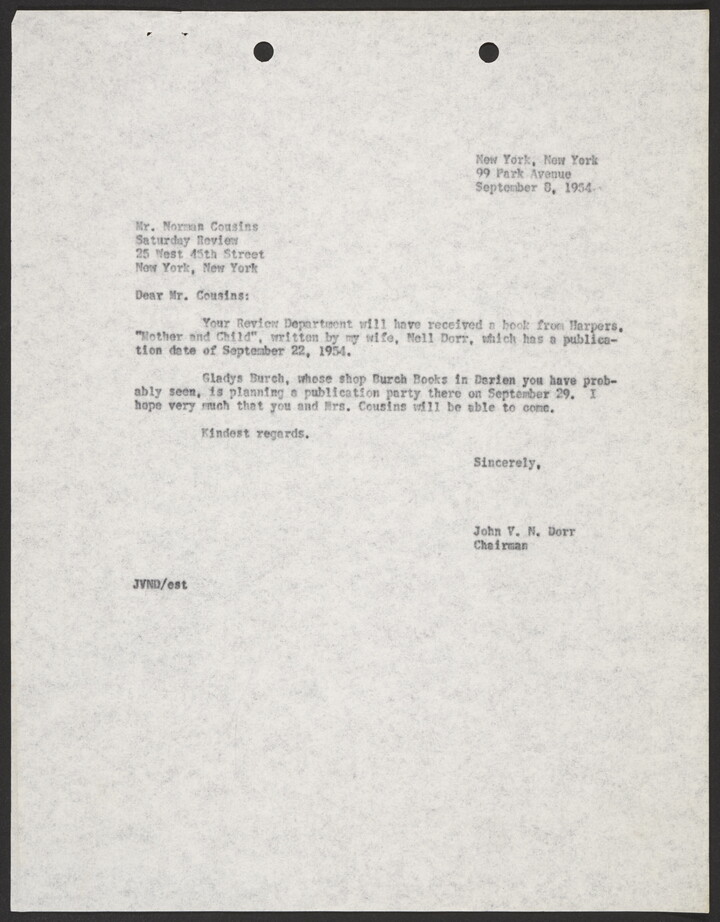 New York, New York
99 Park Avenue
September 8, 1954
Mr. Norman Cousins
Saturday Review
25 West 45th Street
New York, New York
Dear Mr. Cousins:
Your Review Department will have received a book from Harpers,
"Mother and Child", written by my wife, Nell Dorr, which has a publica-
tion date of September 22, 1954.
Gladys Burch, whose shop Burch Books in Darien you have prob-
ably seen, is planning a publication party there on September 29. I
hope very much that you and Mrs. Cousins will be able to come.
Kindest regards.
Sincerely,
John V. N. Dorr
Chairman
JVND/est